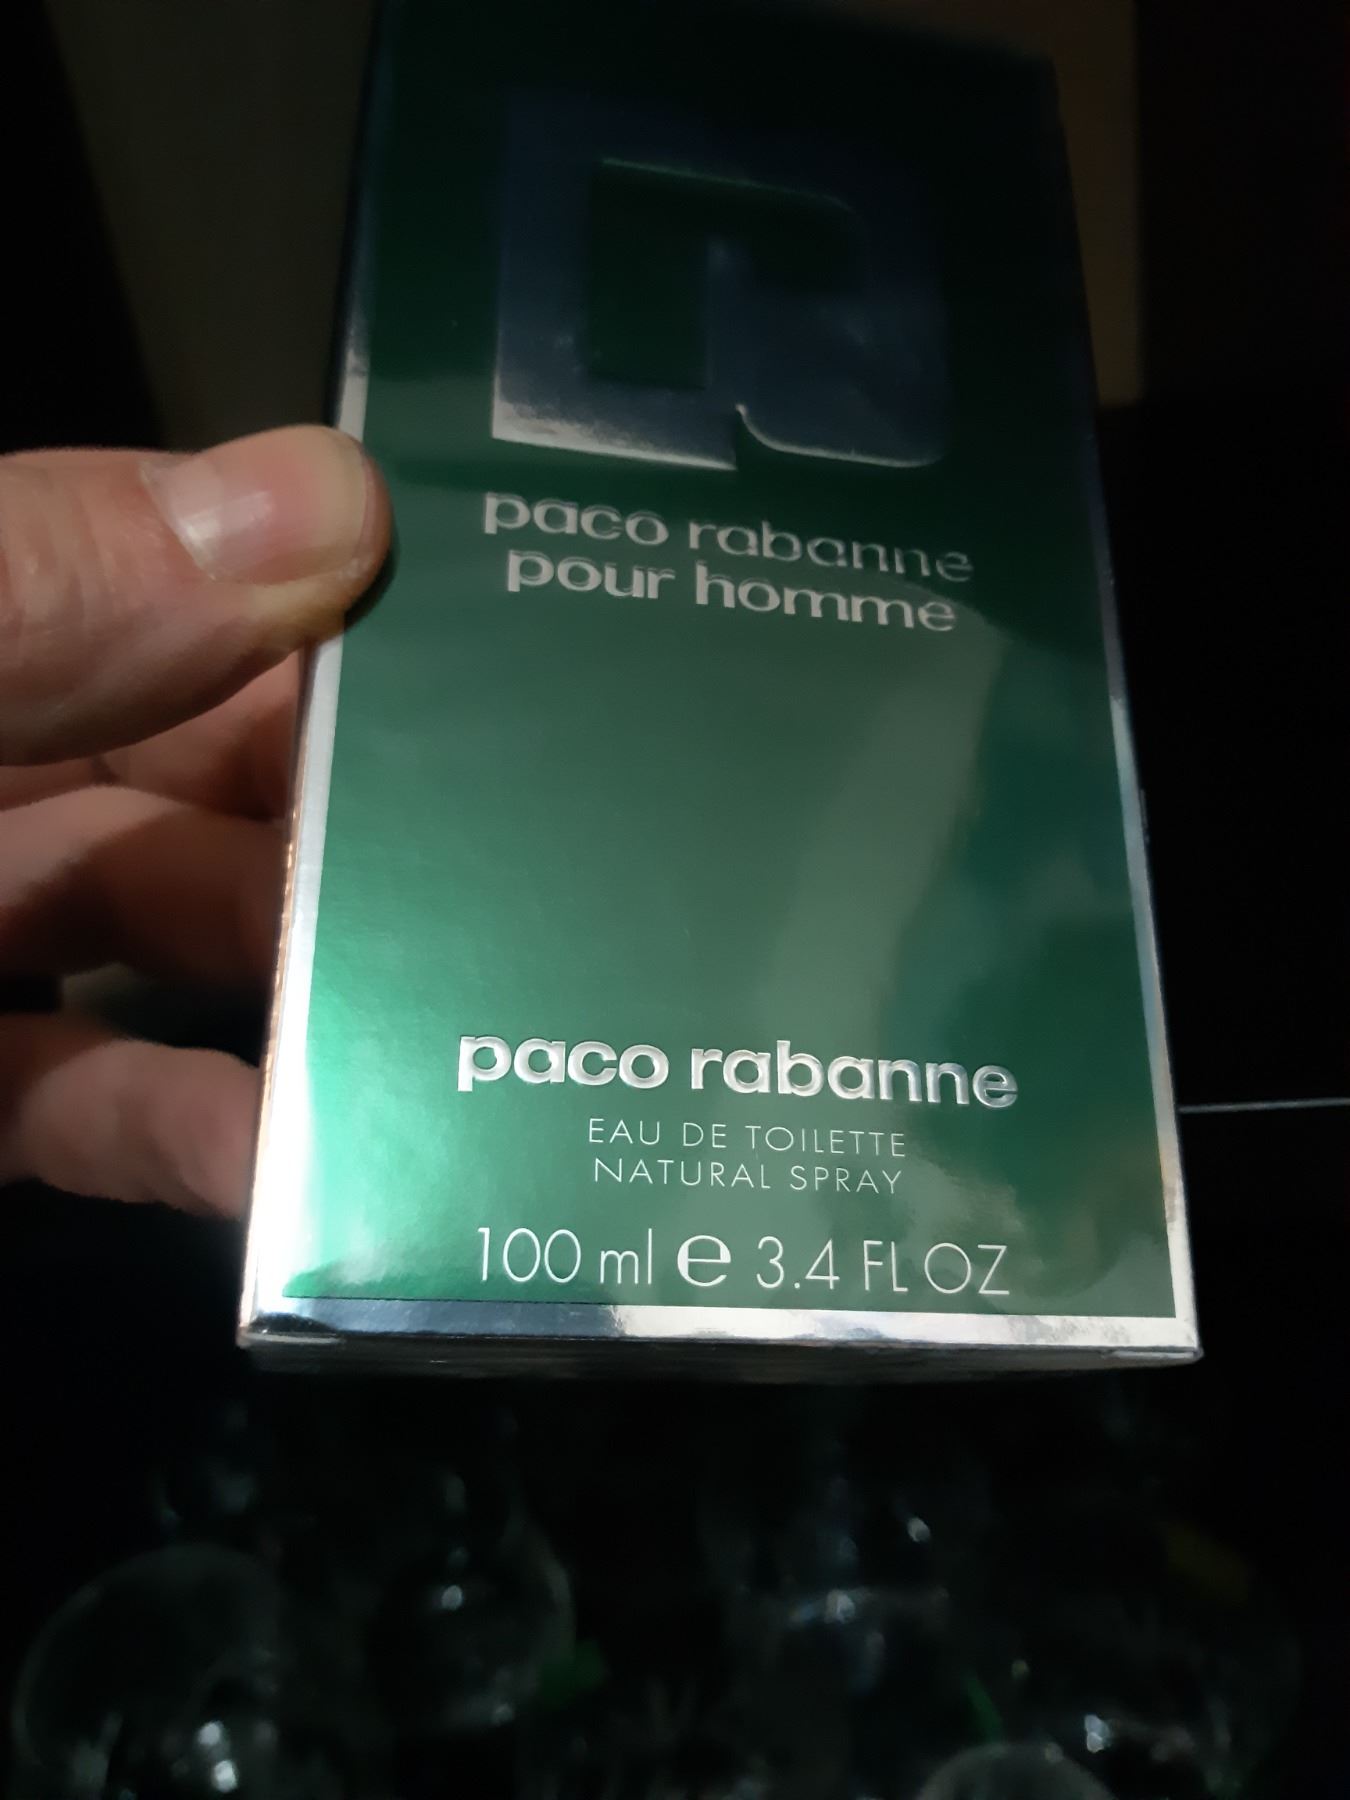 paco rabanne
pour homme
paco rabanne
EAU DE TOILETTE
NATURAL SPRAY
100 ml e 3.4 FL OZ